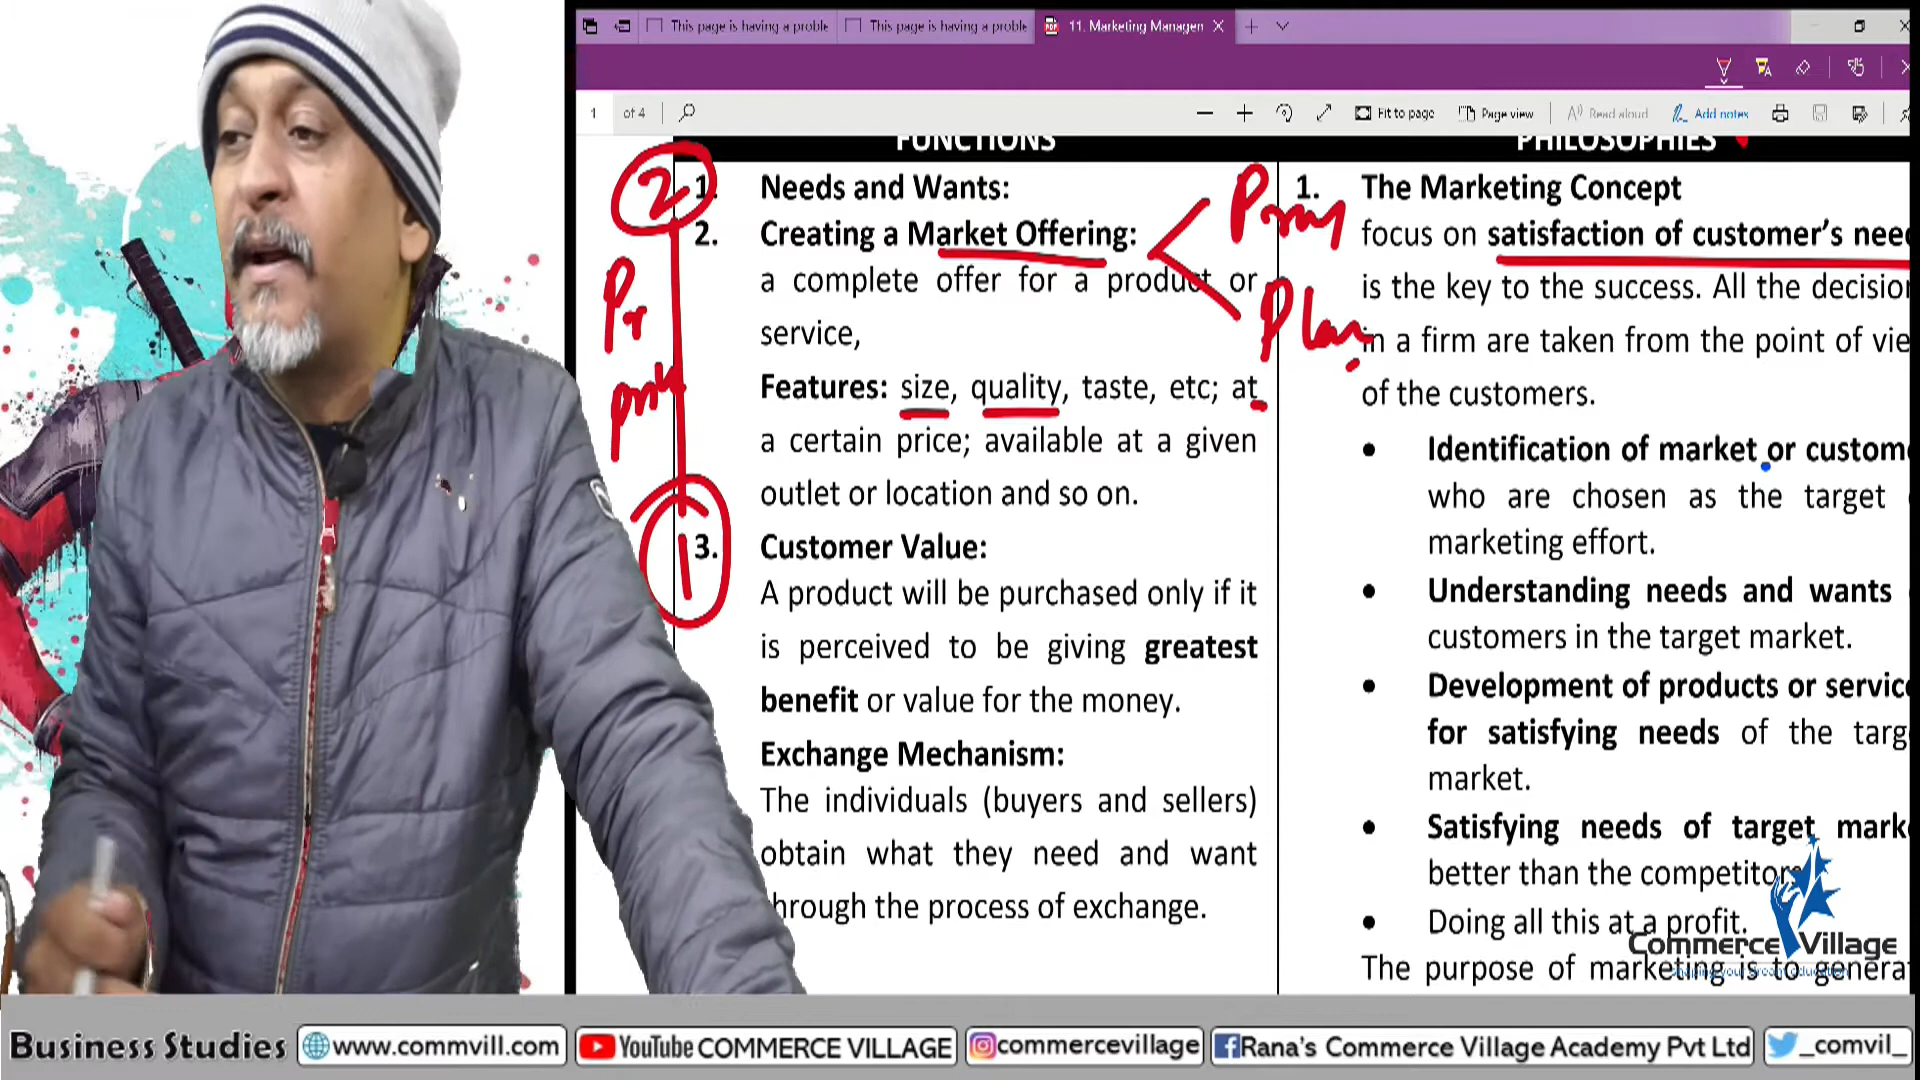 This page is having a proble
This page is having a proble
11. Marketing Managen
1 of 4
Fit to page
Page view
Read aloud
Add notes
FUNCTIONS
2
1. Needs and Wants:
2. Creating a Market Offering:
a complete offer for a product or
service,
Features: size, quality, taste, etc; at
a certain price; available at a given
outlet or location and so on.
1
3. Customer Value:
A product will be purchased only if it
is perceived to be giving greatest
benefit or value for the money.
Exchange Mechanism:
The individuals (buyers and sellers)
obtain what they need and want
through the process of exchange.
PHILOSOPHIES
1. The Marketing Concept
focus on satisfaction of customer’s need
is the key to the success. All the decision
in a firm are taken from the point of vie
of the customers.
• Identification of market or custome
who are chosen as the target
marketing effort.
• Understanding needs and wants
customers in the target market.
• Development of products or service
for satisfying needs of the targ
market.
• Satisfying needs of target marke
better than the competitors
• Doing all this at a profit.
The purpose of marketing is to generat
Commerce Village
Business Studies
www.commvill.com
YouTube COMMERCE VILLAGE
commercevillage
Rana's Commerce Village Academy Pvt Ltd
_comvil_